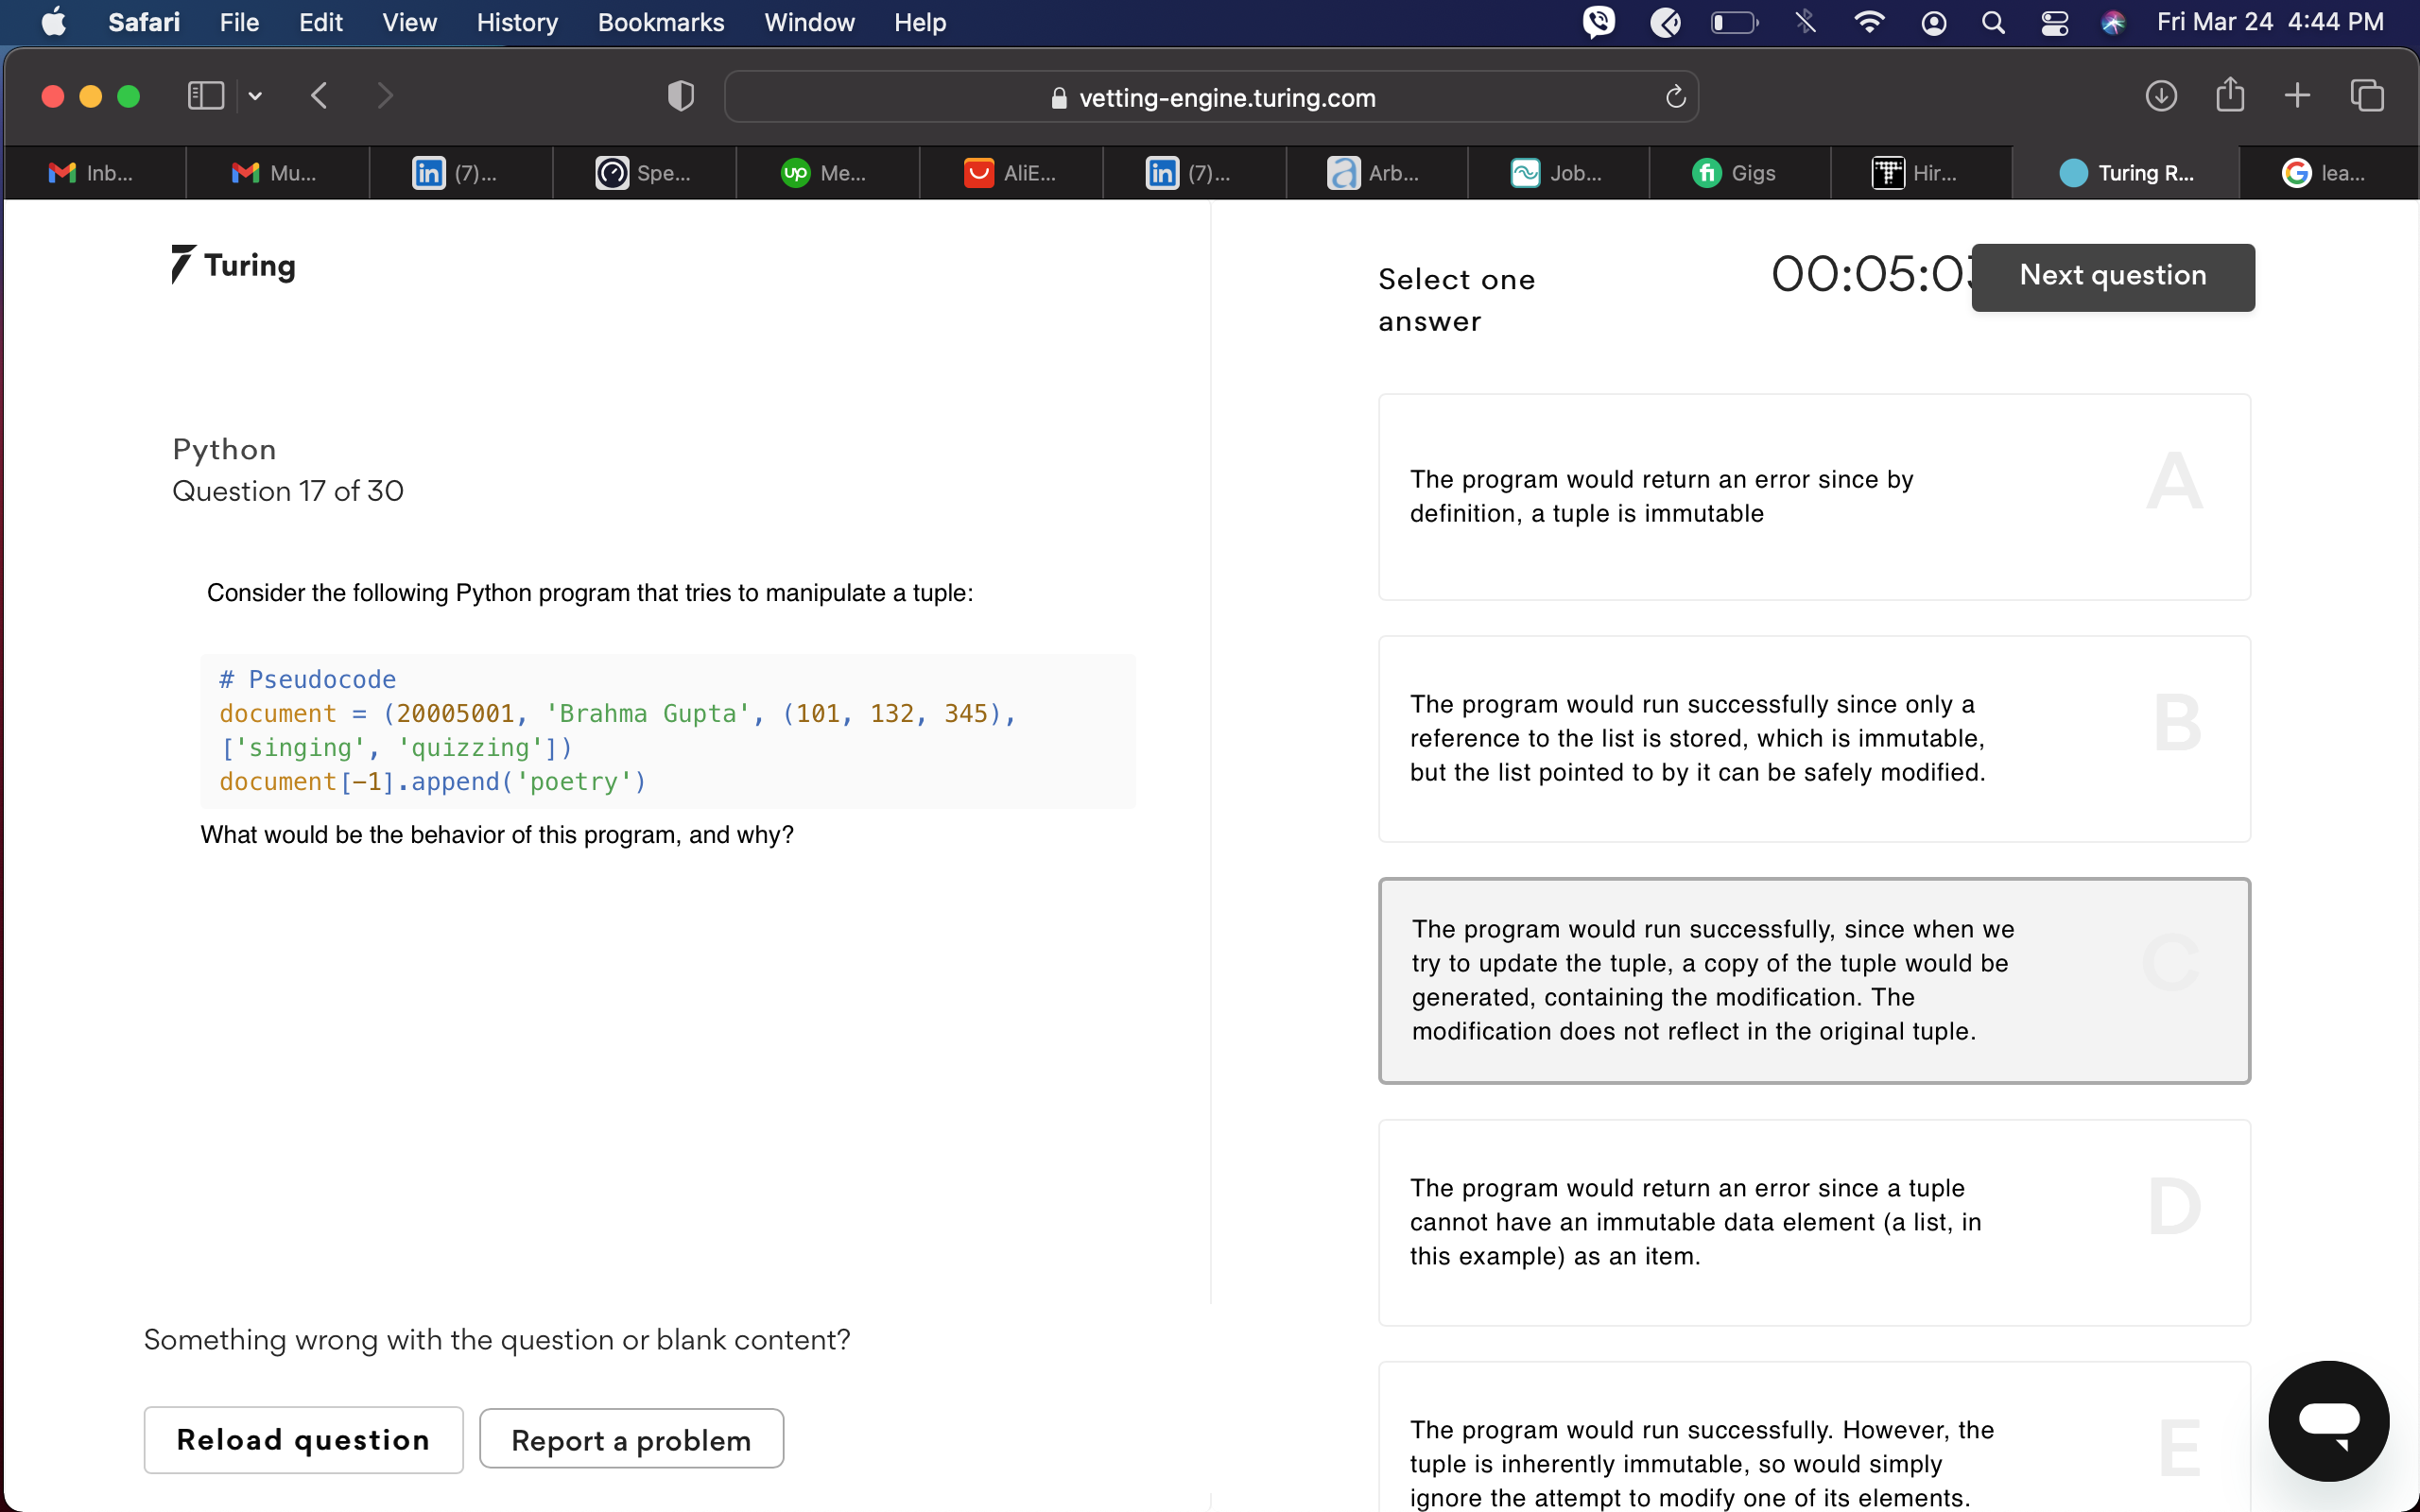 Safari File Edit View History Bookmarks Window Help Fri Mar 24 4:44 PM
vetting-engine.turing.com
Inb... Mu... (7)... Spe... Me... AliE... (7)... Arb... Job... Gigs Hir... Turing R... lea...
Turing
Python
Question 17 of 30
Consider the following Python program that tries to manipulate a tuple:
# Pseudocode
document = (20005001, 'Brahma Gupta', (101, 132, 345),
['singing', 'quizzing'])
document[-1].append('poetry')
What would be the behavior of this program, and why?
Something wrong with the question or blank content?
Reload question
Report a problem
Select one
answer
00:05:0
Next question
The program would return an error since by
definition, a tuple is immutable
A
The program would run successfully since only a
reference to the list is stored, which is immutable,
but the list pointed to by it can be safely modified.
B
The program would run successfully, since when we
try to update the tuple, a copy of the tuple would be
generated, containing the modification. The
modification does not reflect in the original tuple.
C
The program would return an error since a tuple
cannot have an immutable data element (a list, in
this example) as an item.
D
The program would run successfully. However, the
tuple is inherently immutable, so would simply
ignore the attempt to modify one of its elements.
E